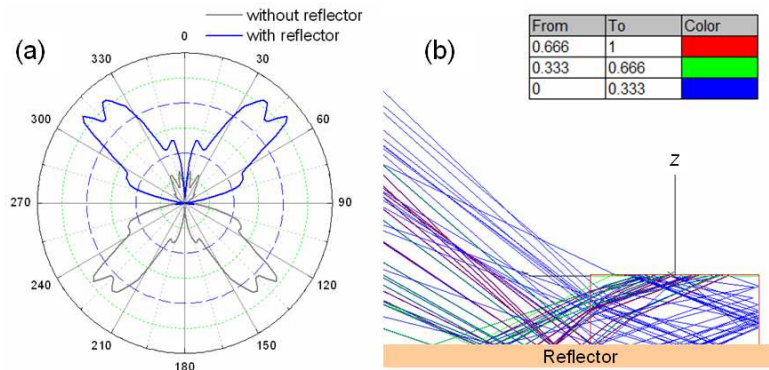 without reflector
with reflector
(a)
0
30
60
90
120
150
180
210
240
270
300
330
(b)
From To Color
0.666 1
0.333 0.666
0 0.333
Z
Reflector